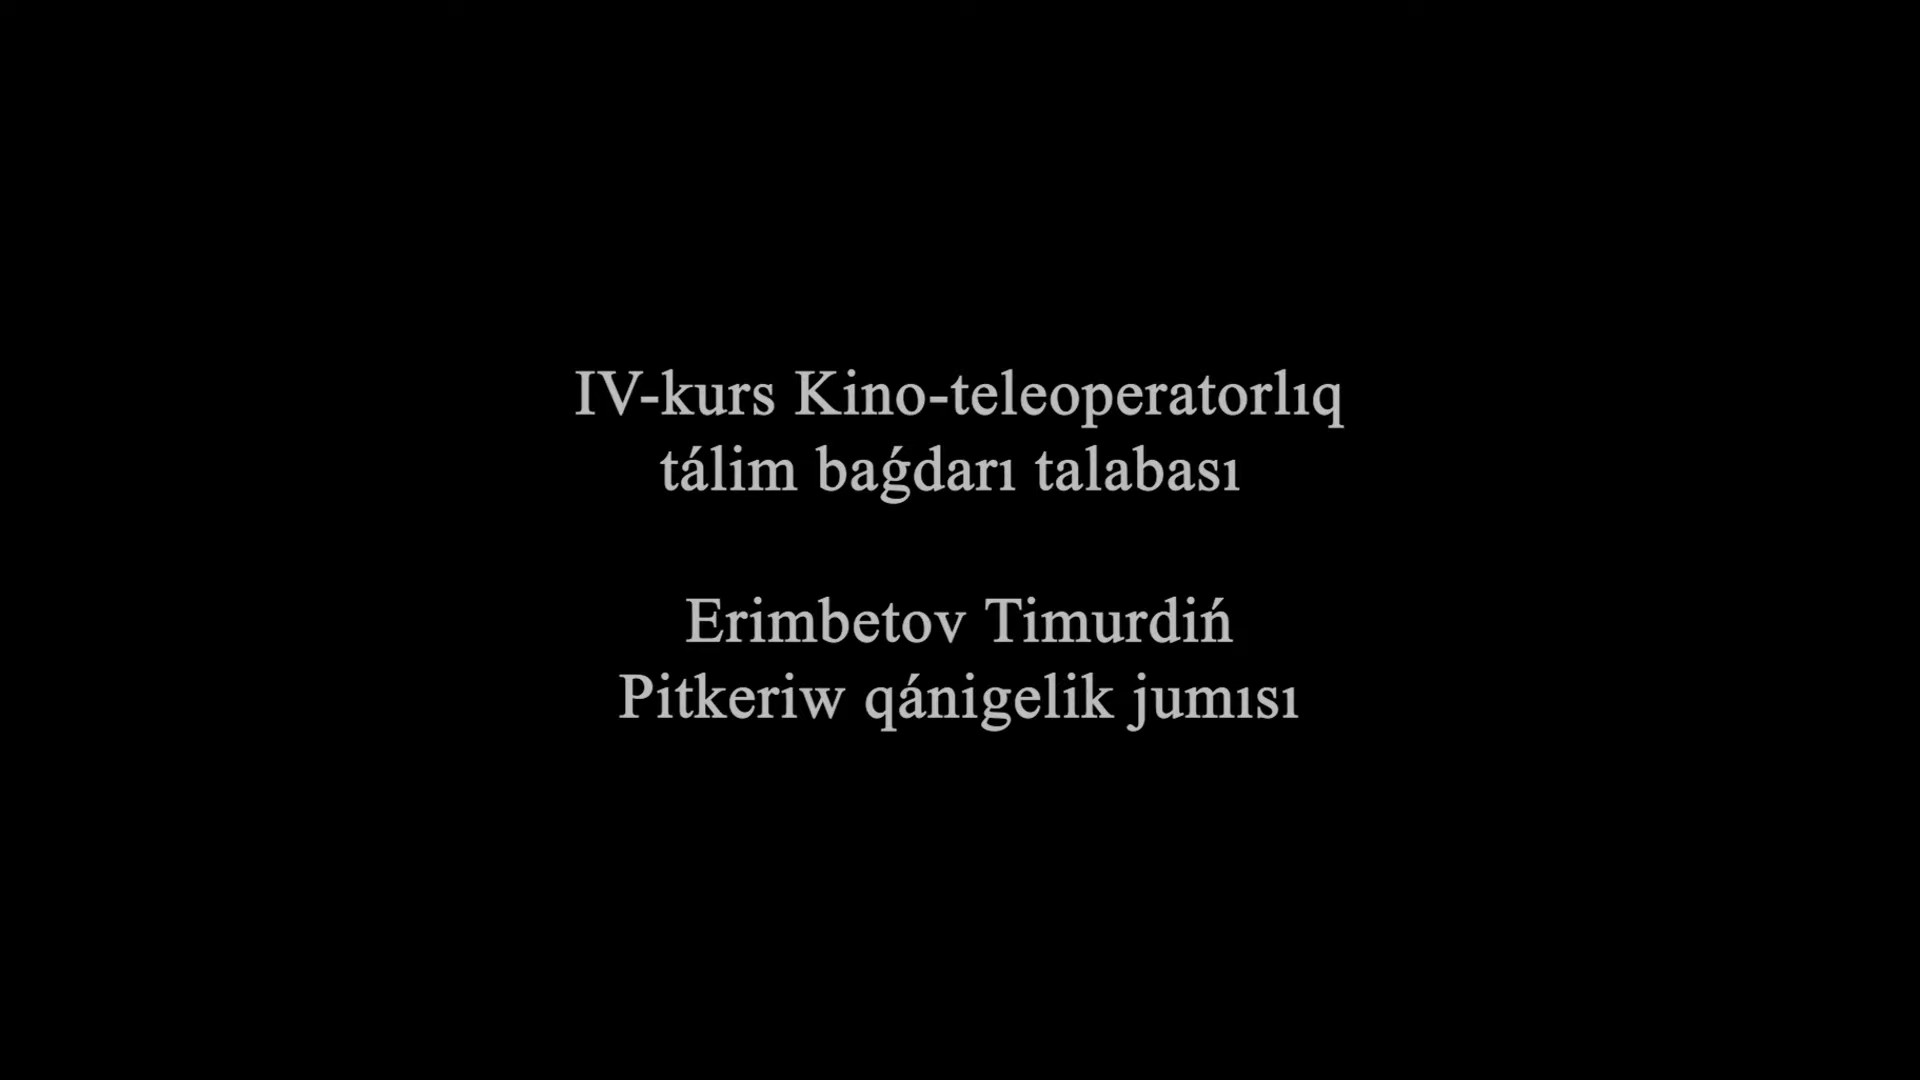 IV-kurs Kino-teleoperatorlıq
tálim baǵdarı talabası
Erimbetov Timurdiń
Pitkeriw qánigelik jumısı